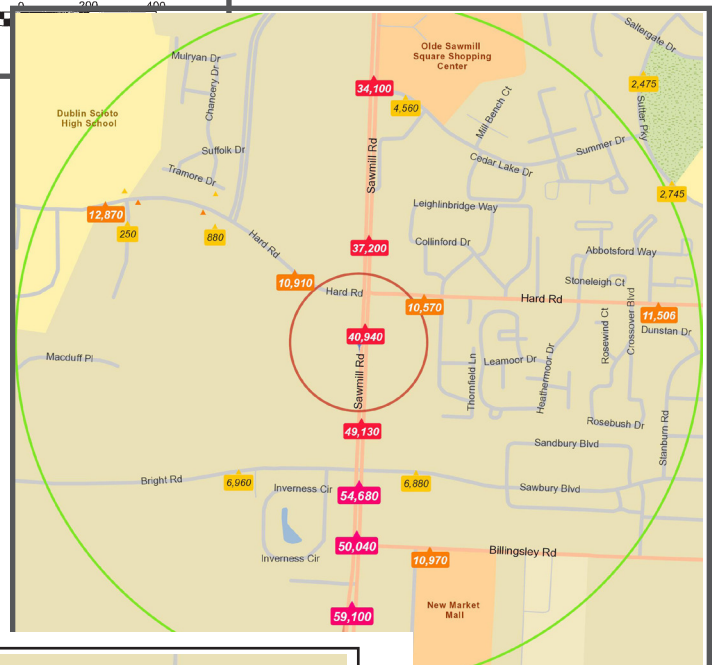 0 200 400
Saltergate Dr
Mulryan Dr
Chancery Dr
Olde Sawmill
Square Shopping
Center
34,100
2,475
4,560
Sutter Pky
Mill Bench Ct
Dublin Scioto
High School
Sawmill Rd
Suffolk Dr
Summer Dr
Cedar Lake Dr
Tramore Dr
2,745
Leighlinbridge Way
12,870
250
880
Hard Rd
37,200
Collinford Dr
Abbotsford Way
10,910
Stoneleigh Ct
Hard Rd
10,570
Hard Rd
Crossover Blvd
11,506
Rosewind Ct
Dunstan Dr
40,940
Macduff Pl
Sawmill Rd
Thornfield Ln
Leamoor Dr
Heathermoor Dr
Rosebush Dr
Stanburn Rd
49,130
Sandbury Blvd
Bright Rd
6,960
Inverness Cir
6,880
Sawbury Blvd
54,680
50,040
Inverness Cir
10,970
Billingsley Rd
New Market
Mall
59,100